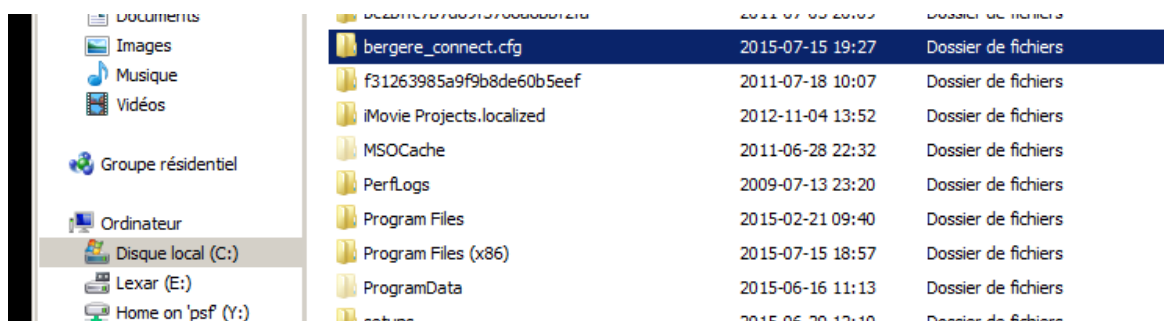 Documents
Images
Musique
Vidéos
Groupe résidentiel
Ordinateur
Disque local (C:)
Lexar (E:)
Home on 'psf' (Y:)
bergere_connect.cfg 2015-07-15 19:27 Dossier de fichiers
f31263985a9f9b8de60b5eef 2011-07-18 10:07 Dossier de fichiers
iMovie Projects.localized 2012-11-04 13:52 Dossier de fichiers
MSOCache 2011-06-28 22:32 Dossier de fichiers
PerfLogs 2009-07-13 23:20 Dossier de fichiers
Program Files 2015-02-21 09:40 Dossier de fichiers
Program Files (x86) 2015-07-15 18:57 Dossier de fichiers
ProgramData 2015-06-16 11:13 Dossier de fichiers